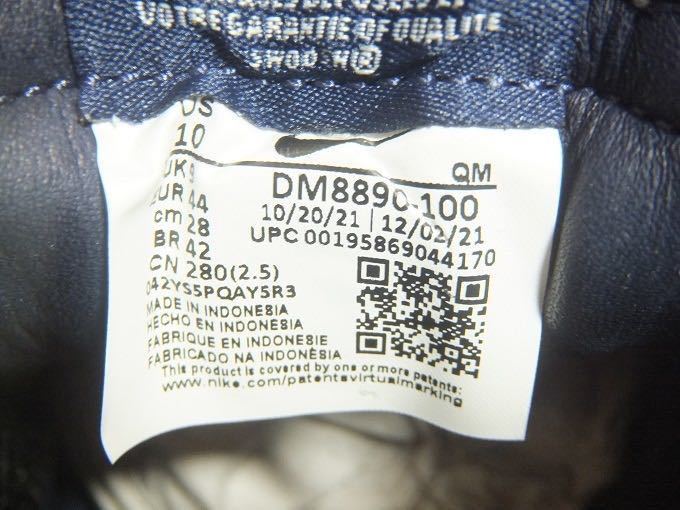 VOTRE GARANTIE OF QUALITE
US
10
UK 9
EUR 44
cm 28
BR 42
CN 280(2.5)
042YS5PQAY5R3
QM
DM8890-100
10/20/21 | 12/02/21
UPC 00195869044170
MADE IN INDONESIA
HECHO EN INDONESIA
FABRIQUE EN INDONESIE
FABRICADO NA INDONÉSIA
This product is covered by one or more patents:
www.nike.com/patentsvirtualmarking